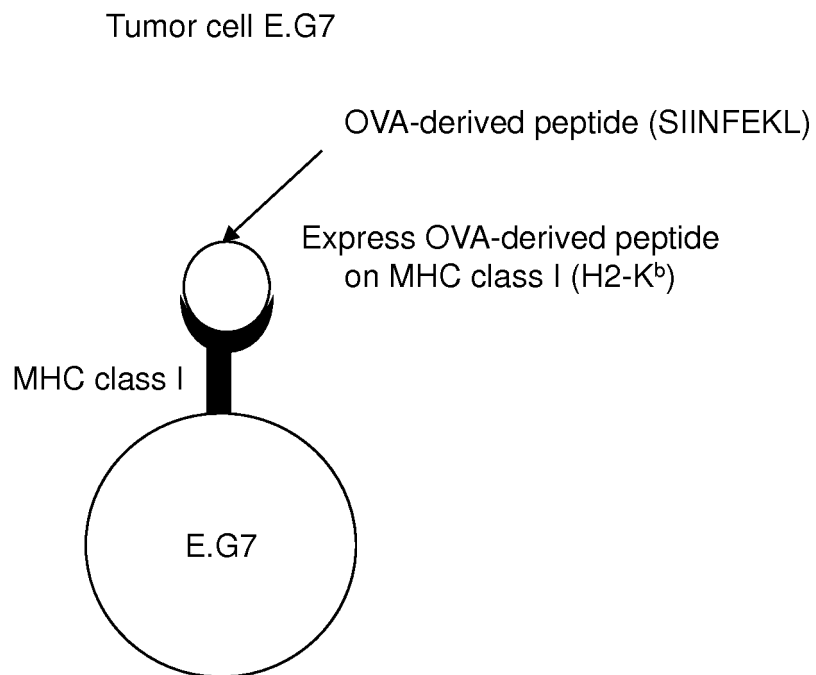 Tumor cell E.G7
OVA-derived peptide (SIINFEKL)
Express OVA-derived peptide
on MHC class I (H2-Kᵇ)
MHC class I
E.G7